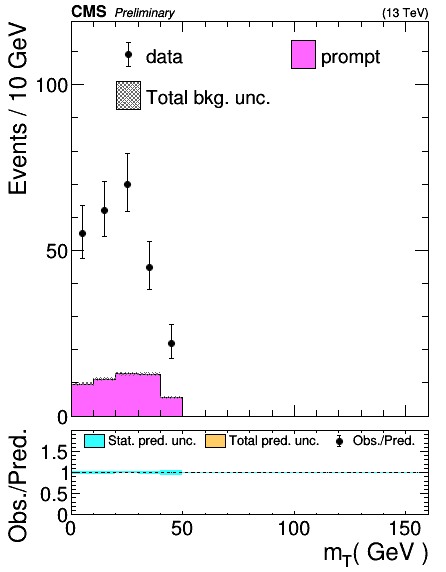 CMS Preliminary (13 TeV)
data
prompt
Total bkg. unc.
Events / 10 GeV
100
50
0
Stat. pred. unc.
Total pred. unc.
Obs./Pred.
Obs./Pred.
1.5
1
0.5
0
0 50 100 150
m_T( GeV )